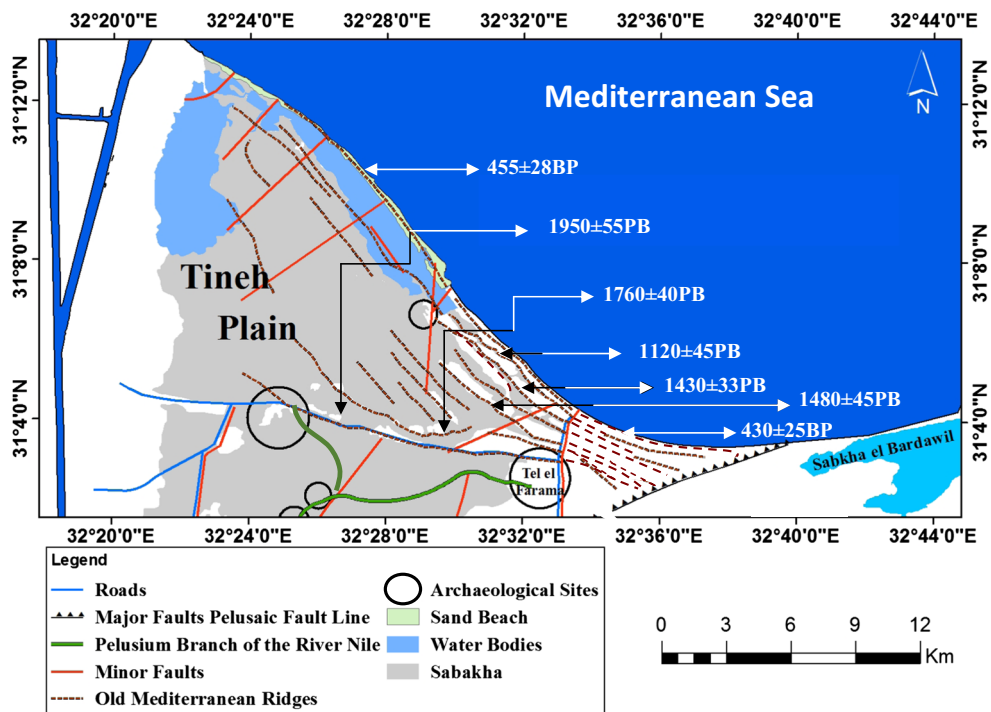 32°20'0"E 32°24'0"E 32°28'0"E 32°32'0"E 32°36'0"E 32°40'0"E 32°44'0"E
31°12'0"N
31°12'0"N
Mediterranean Sea
N
455±28BP
1950±55PB
31°8'0"N
31°8'0"N
Tineh
Plain
1760±40PB
1120±45PB
1430±33PB
1480±45PB
430±25BP
31°4'0"N
31°4'0"N
Sabkha el Bardawil
Tel el
Farama
32°20'0"E 32°24'0"E 32°28'0"E 32°32'0"E 32°36'0"E 32°40'0"E 32°44'0"E
Legend
Roads
Major Faults Pelusaic Fault Line
Pelusium Branch of the River Nile
Minor Faults
Old Mediterranean Ridges
Archaeological Sites
Sand Beach
Water Bodies
Sabakha
0 3 6 9 12
Km